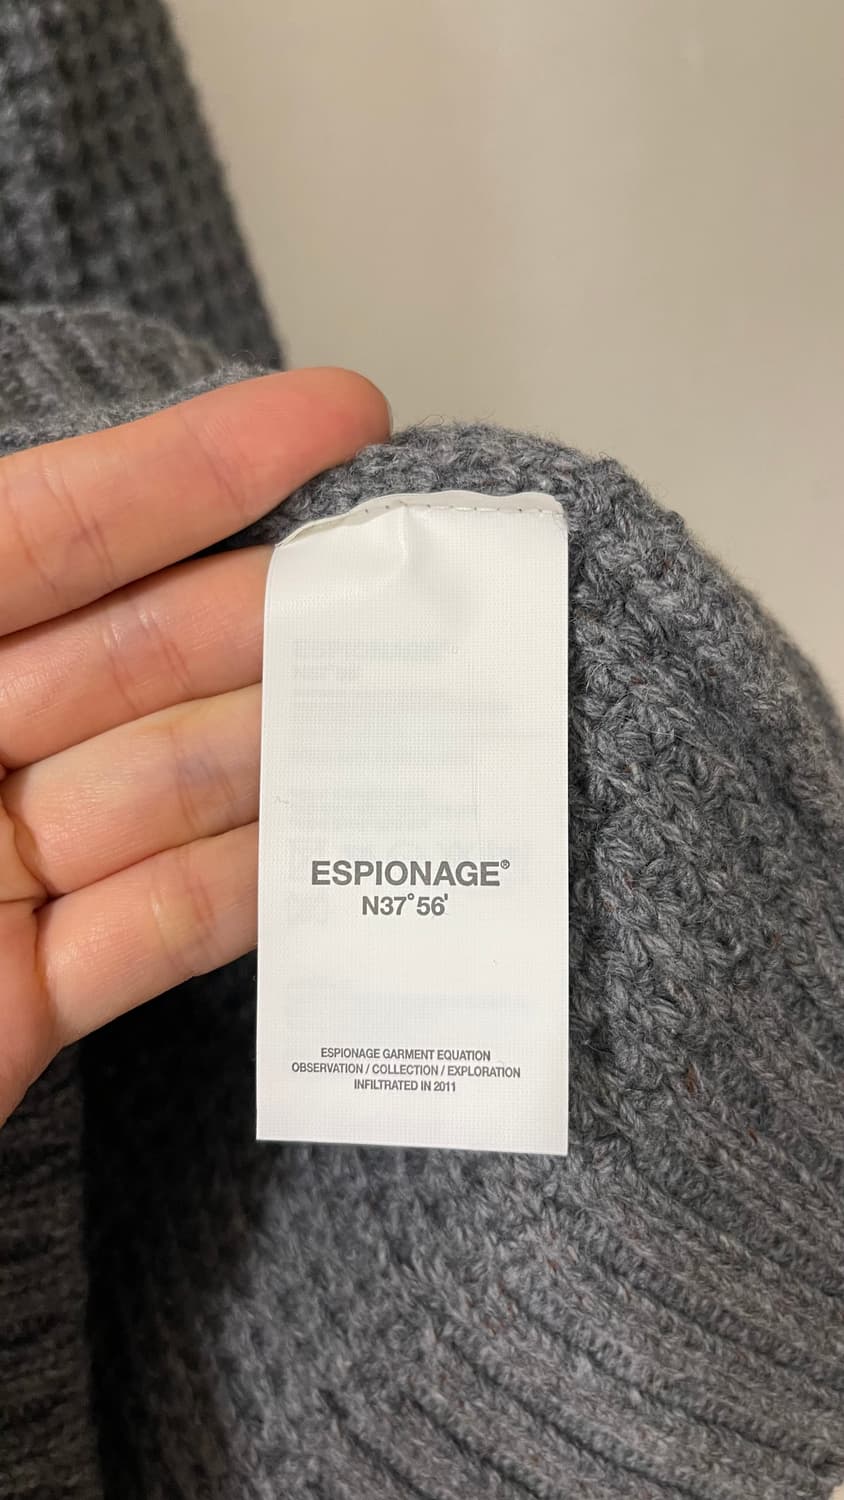 ESPIONAGE®
N37°56'
ESPIONAGE GARMENT EQUATION
OBSERVATION / COLLECTION / EXPLORATION
INFILTRATED IN 2011